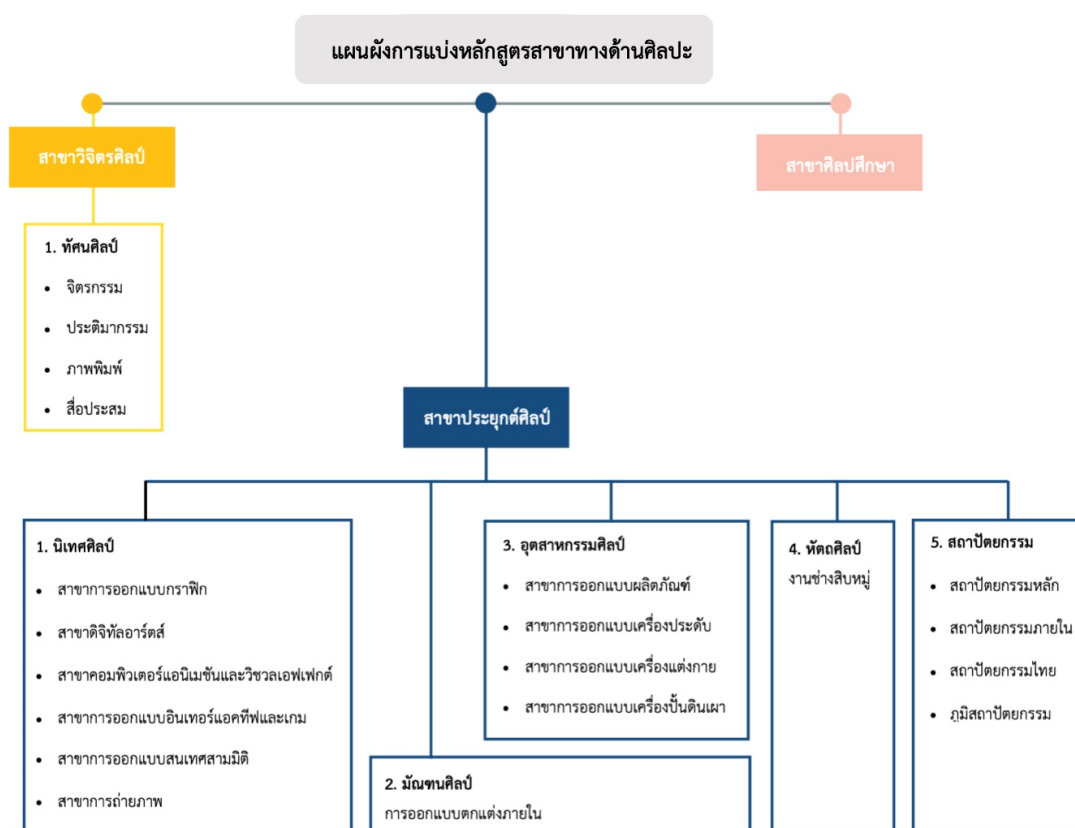 แผนผังการแบ่งหลักสูตรสาขาทางด้านศิลปะ
สาขาวิจิตรศิลป์
สาขาศิลปศึกษา
1. ทัศนศิลป์
• จิตรกรรม
• ประติมากรรม
• ภาพพิมพ์
• สื่อประสม
สาขาประยุกต์ศิลป์
1. นิเทศศิลป์
• สาขาการออกแบบกราฟิก
• สาขาดิจิทัลอาร์ตส์
• สาขาคอมพิวเตอร์แอนิเมชันและวิชวลเอฟเฟกต์
• สาขาการออกแบบอินเทอร์แอคทีฟและเกม
• สาขาการออกแบบสนเทศสามมิติ
• สาขาการถ่ายภาพ
2. มัณฑนศิลป์
การออกแบบตกแต่งภายใน
3. อุตสาหกรรมศิลป์
• สาขาการออกแบบผลิตภัณฑ์
• สาขาการออกแบบเครื่องประดับ
• สาขาการออกแบบเครื่องแต่งกาย
• สาขาการออกแบบเครื่องปั้นดินเผา
4. หัตถศิลป์
งานช่างสิบหมู่
5. สถาปัตยกรรม
• สถาปัตยกรรมหลัก
• สถาปัตยกรรมภายใน
• สถาปัตยกรรมไทย
• ภูมิสถาปัตยกรรม